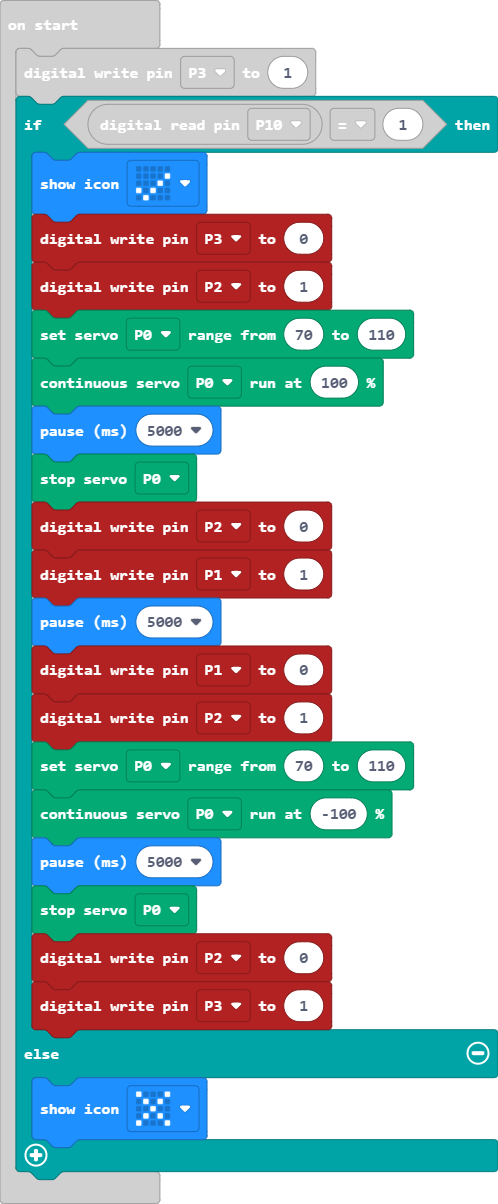 on start
digital write pin P3 to 1
if digital read pin P10 = 1 then
show icon
digital write pin P3 to 0
digital write pin P2 to 1
set servo P0 range from 70 to 110
continuous servo P0 run at 100 %
pause (ms) 5000
stop servo P0
digital write pin P2 to 0
digital write pin P1 to 1
pause (ms) 5000
digital write pin P1 to 0
digital write pin P2 to 1
set servo P0 range from 70 to 110
continuous servo P0 run at -100 %
pause (ms) 5000
stop servo P0
digital write pin P2 to 0
digital write pin P3 to 1
else
show icon